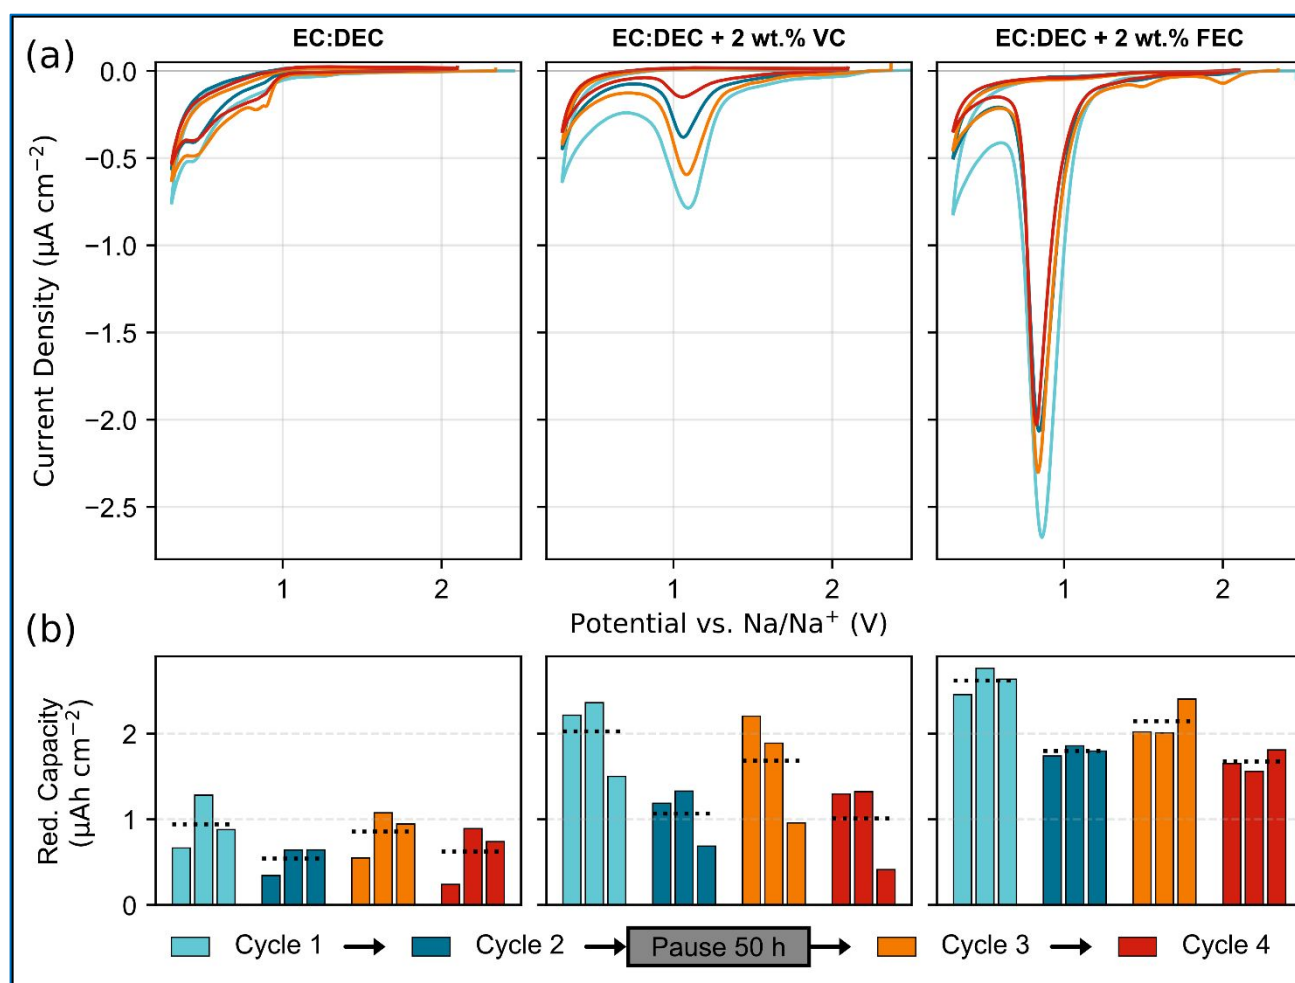 (a)
EC:DEC
EC:DEC + 2 wt.% VC
EC:DEC + 2 wt.% FEC
Current Density (µA cm⁻²)
0.0
−0.5
−1.0
−1.5
−2.0
−2.5
1 2
1 2
1 2
Potential vs. Na/Na⁺ (V)
(b)
Red. Capacity
(µAh cm⁻²)
2
1
0
Cycle 1
Cycle 2
Pause 50 h
Cycle 3
Cycle 4